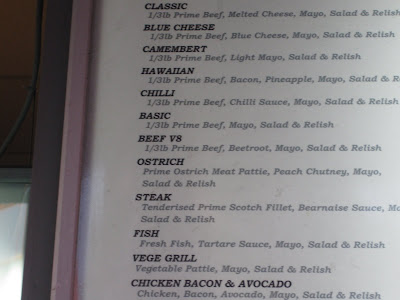 CLASSIC
1/3lb Prime Beef, Melted Cheese, Mayo, Salad & Relish
BLUE CHEESE
1/3lb Prime Beef, Blue Cheese, Mayo, Salad & Relish
CAMEMBERT
1/3lb Prime Beef, Light Mayo, Salad & Relish
HAWAIIAN
1/3lb Prime Beef, Bacon, Pineapple, Mayo, Salad & R
CHILLI
1/3lb Prime Beef, Chilli Sauce, Mayo, Salad & Relish
BASIC
1/3lb Prime Beef, Mayo, Salad & Relish
BEEF V8
1/3lb Prime Beef, Beetroot, Mayo, Salad & Relish
OSTRICH
Prime Ostrich Meat Pattie, Peach Chutney, Mayo,
Salad & Relish
STEAK
Tenderised Prime Scotch Fillet, Bearnaise Sauce, Ma
Salad & Relish
FISH
Fresh Fish, Tartare Sauce, Mayo, Salad & Relish
VEGE GRILL
Vegetable Pattie, Mayo, Salad & Relish
CHICKEN BACON & AVOCADO
Chicken, Bacon, Avocado, Mayo, Salad & Relish